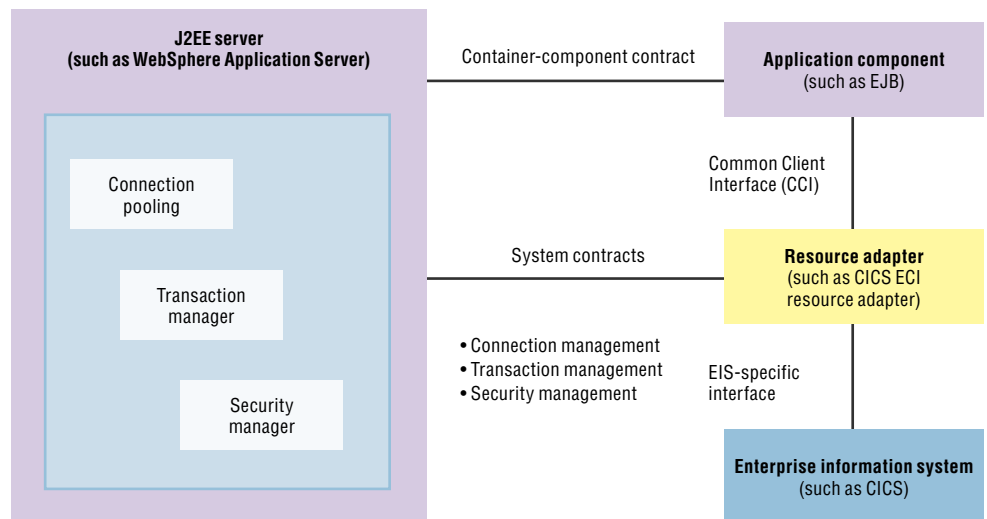 J2EE server
(such as WebSphere Application Server)
Connection
pooling
Transaction
manager
Security
manager
Container-component contract
System contracts
• Connection management
• Transaction management
• Security management
Application component
(such as EJB)
Common Client
Interface (CCI)
Resource adapter
(such as CICS ECI
resource adapter)
EIS-specific
interface
Enterprise information system
(such as CICS)